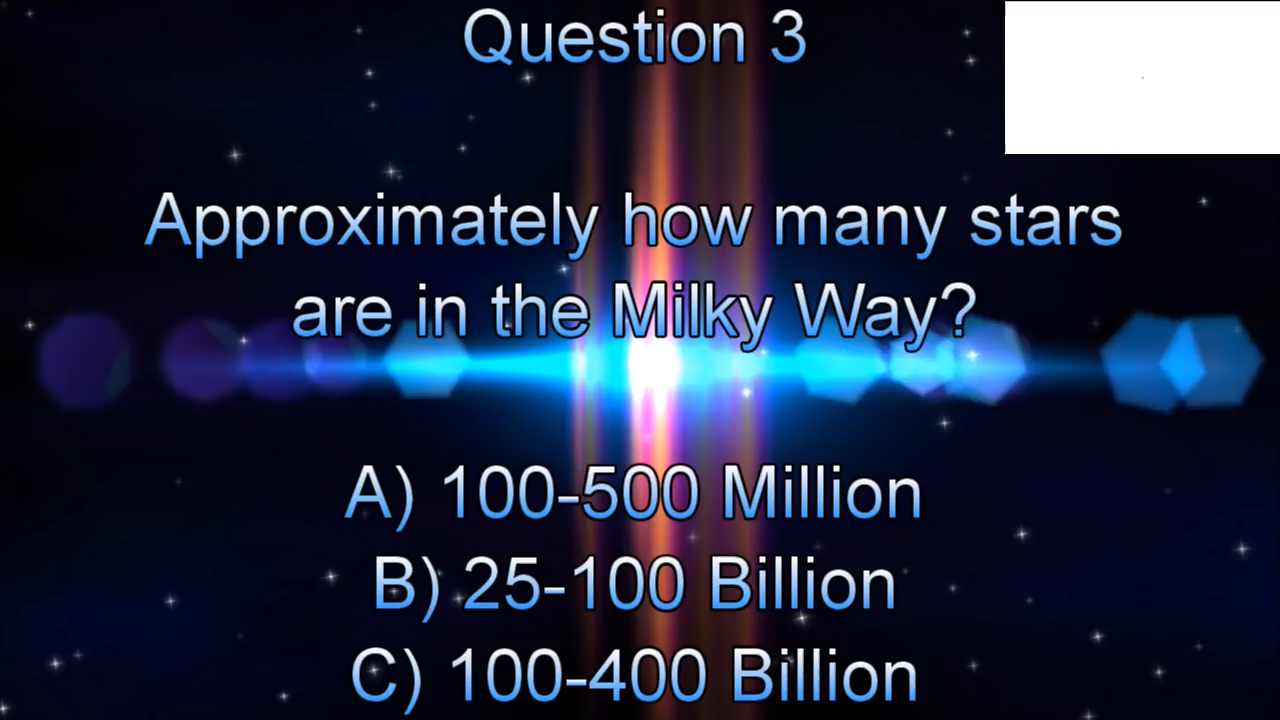 Question 3
Approximately how many stars
are in the Milky Way?
A) 100-500 Million
B) 25-100 Billion
C) 100-400 Billion